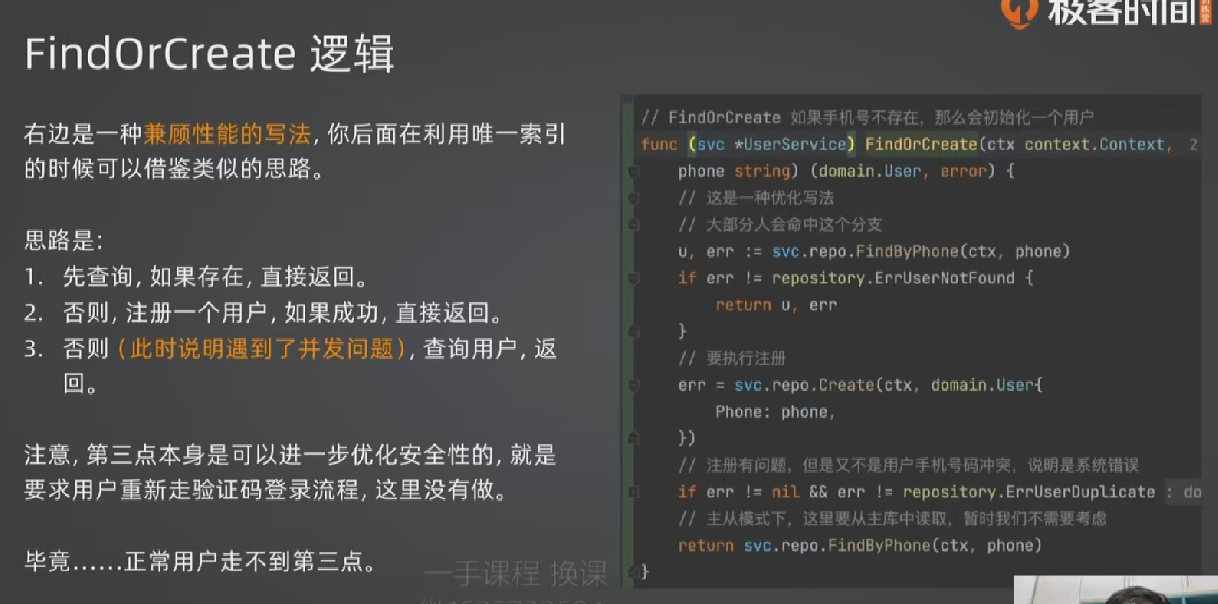 极客时间
FindOrCreate 逻辑
右边是一种兼顾性能的写法, 你后面在利用唯一索引
的时候可以借鉴类似的思路。
思路是:
1. 先查询, 如果存在, 直接返回。
2. 否则, 注册一个用户, 如果成功, 直接返回。
3. 否则（此时说明遇到了并发问题）, 查询用户, 返
回。
注意, 第三点本身是可以进一步优化安全性的, 就是
要求用户重新走验证码登录流程, 这里没有做。
毕竟……正常用户走不到第三点。
// FindOrCreate 如果手机号不存在, 那么会初始化一个用户
func (svc *UserService) FindOrCreate(ctx context.Context, 2
phone string) (domain.User, error) {
// 这是一种优化写法
// 大部分人会命中这个分支
u, err := svc.repo.FindByPhone(ctx, phone)
if err != repository.ErrUserNotFound {
return u, err
}
// 要执行注册
err = svc.repo.Create(ctx, domain.User{
Phone: phone,
})
// 注册有问题, 但是又不是用户手机号码冲突, 说明是系统错误
if err != nil && err != repository.ErrUserDuplicate : do
// 主从模式下, 这里要从主库中读取, 暂时我们不需要考虑
return svc.repo.FindByPhone(ctx, phone)
}
一手课程 换课